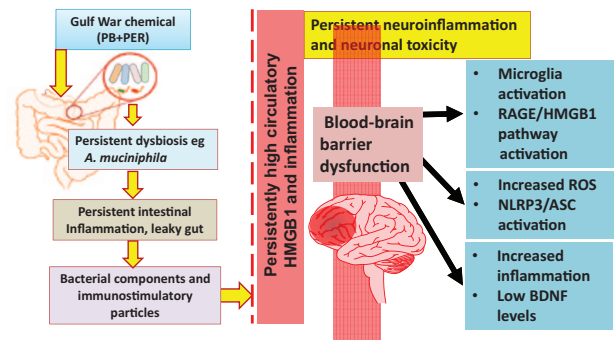 Gulf War chemical
(PB+PER)
Persistent dysbiosis eg
A. muciniphila
Persistent intestinal
Inflammation, leaky gut
Bacterial components and
immunostimulatory
particles
Persistently high circulatory
HMGB1 and inflammation
Persistent neuroinflammation
and neuronal toxicity
Blood-brain
barrier
dysfunction
• Microglia
activation
• RAGE/HMGB1
pathway
activation
• Increased ROS
• NLRP3/ASC
activation
• Increased
inflammation
• Low BDNF
levels